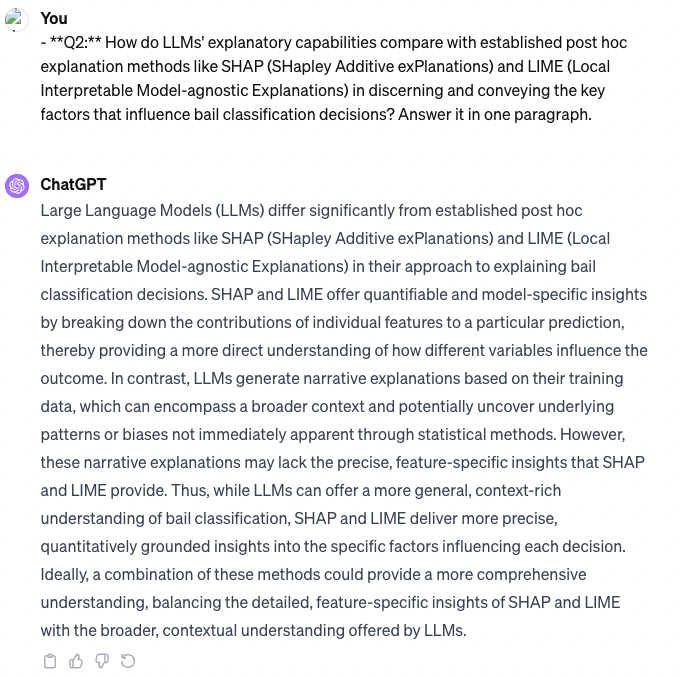 You
- **Q2:** How do LLMs' explanatory capabilities compare with established post hoc
explanation methods like SHAP (SHapley Additive exPlanations) and LIME (Local
Interpretable Model-agnostic Explanations) in discerning and conveying the key
factors that influence bail classification decisions? Answer it in one paragraph.
ChatGPT
Large Language Models (LLMs) differ significantly from established post hoc
explanation methods like SHAP (SHapley Additive exPlanations) and LIME (Local
Interpretable Model-agnostic Explanations) in their approach to explaining bail
classification decisions. SHAP and LIME offer quantifiable and model-specific insights
by breaking down the contributions of individual features to a particular prediction,
thereby providing a more direct understanding of how different variables influence the
outcome. In contrast, LLMs generate narrative explanations based on their training
data, which can encompass a broader context and potentially uncover underlying
patterns or biases not immediately apparent through statistical methods. However,
these narrative explanations may lack the precise, feature-specific insights that SHAP
and LIME provide. Thus, while LLMs can offer a more general, context-rich
understanding of bail classification, SHAP and LIME deliver more precise,
quantitatively grounded insights into the specific factors influencing each decision.
Ideally, a combination of these methods could provide a more comprehensive
understanding, balancing the detailed, feature-specific insights of SHAP and LIME
with the broader, contextual understanding offered by LLMs.